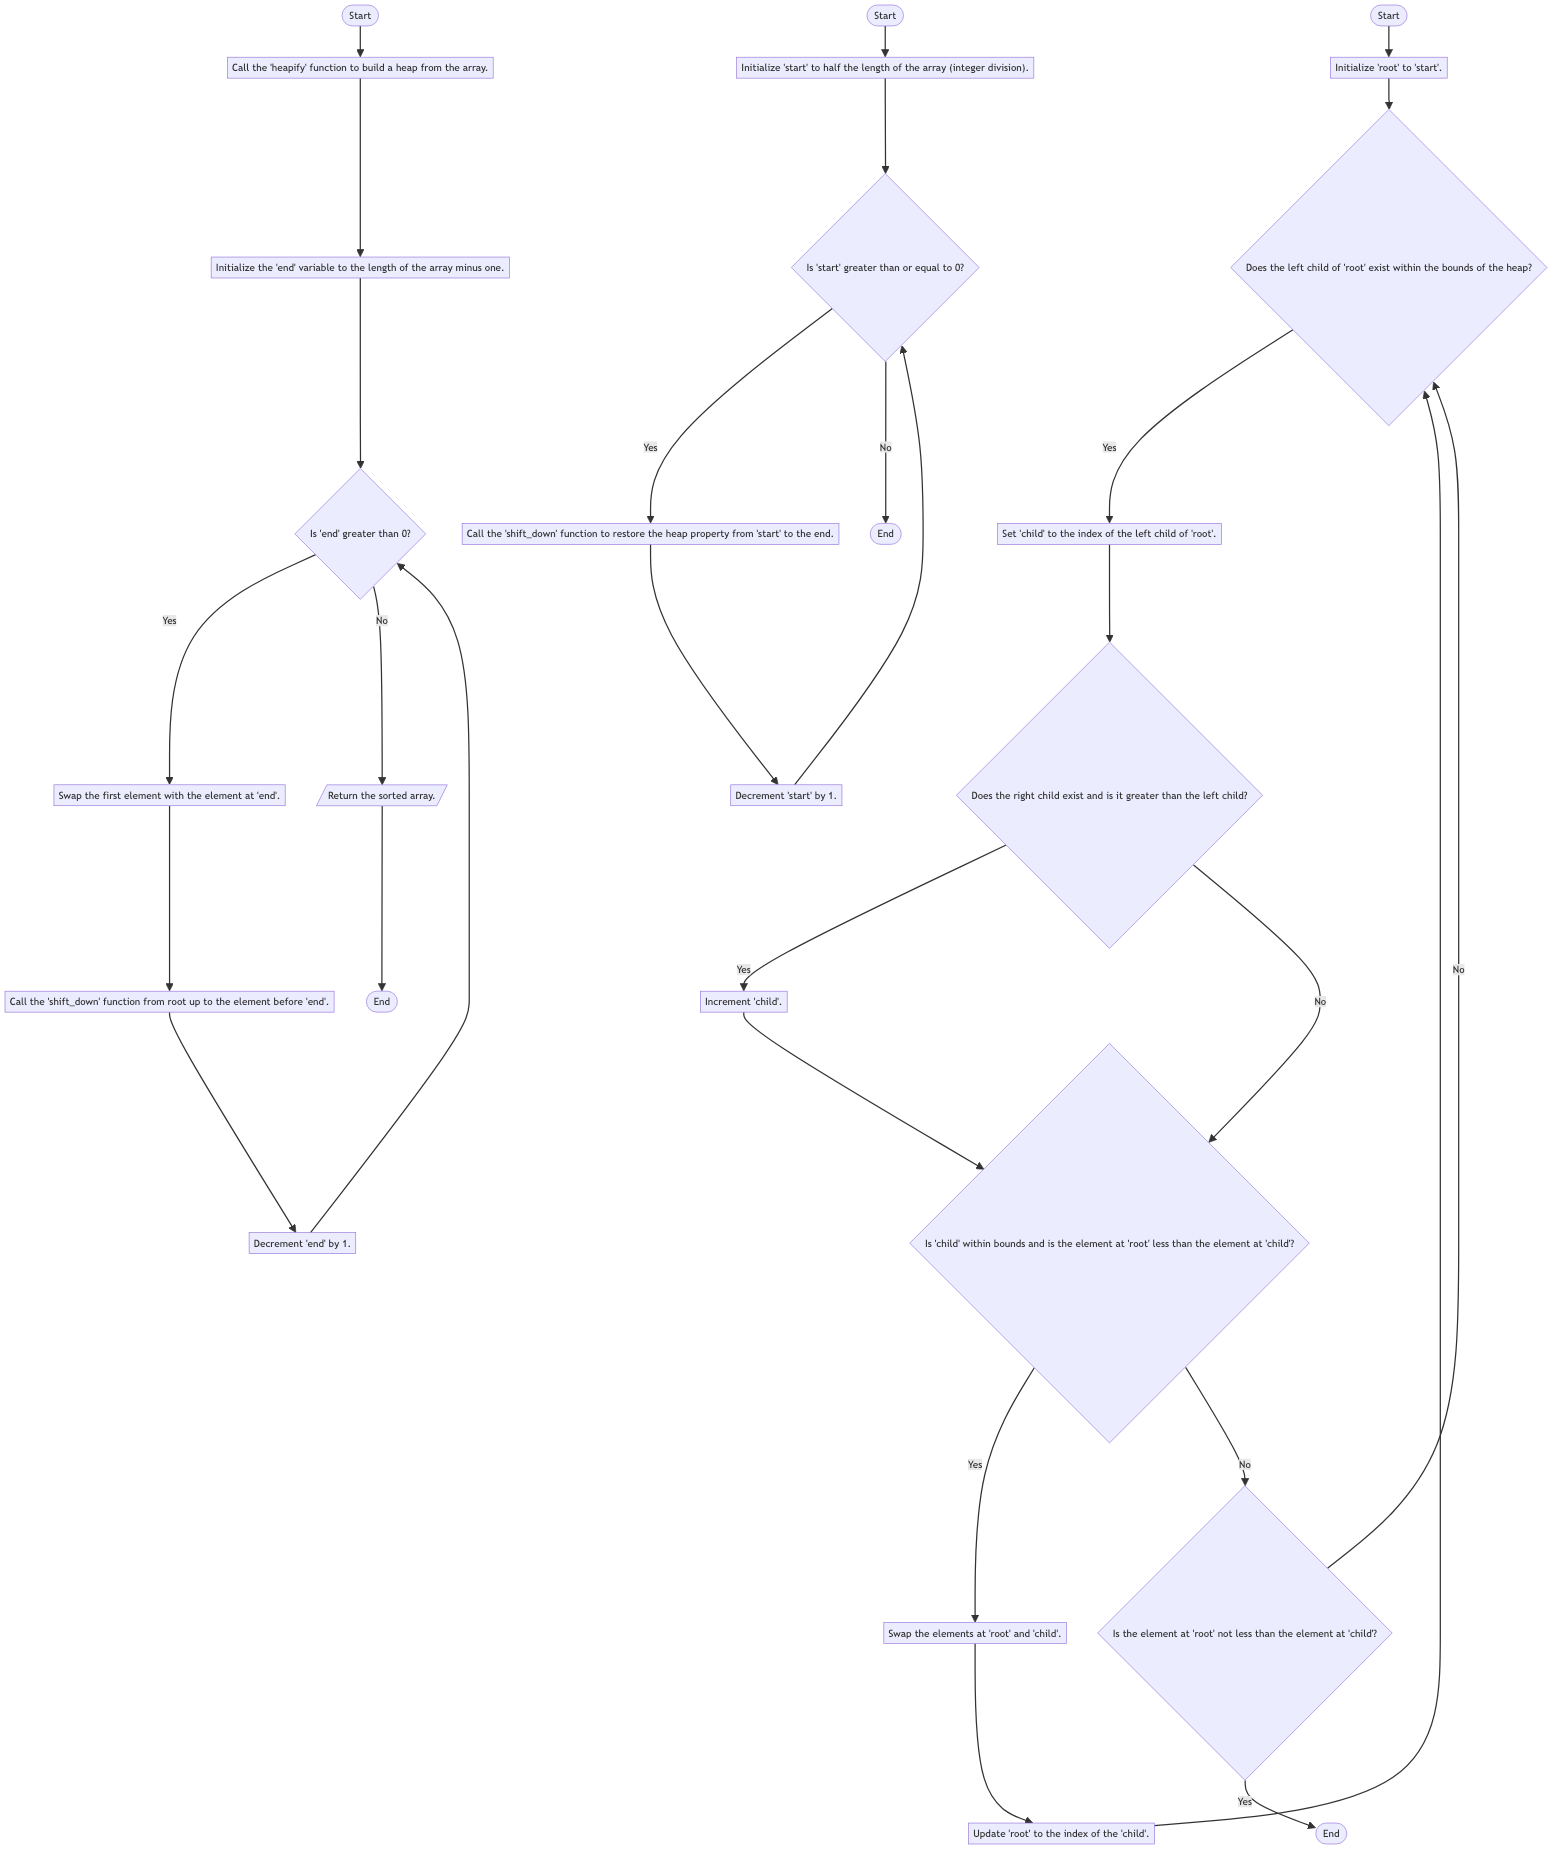 Start
Call the 'heapify' function to build a heap from the array.
Initialize the 'end' variable to the length of the array minus one.
Is 'end' greater than 0?
Yes
No
Swap the first element with the element at 'end'.
Return the sorted array.
Call the 'shift_down' function from root up to the element before 'end'.
End
Decrement 'end' by 1.
Start
Initialize 'start' to half the length of the array (integer division).
Is 'start' greater than or equal to 0?
Yes
No
Call the 'shift_down' function to restore the heap property from 'start' to the end.
End
Decrement 'start' by 1.
Start
Initialize 'root' to 'start'.
Does the left child of 'root' exist within the bounds of the heap?
Yes
Set 'child' to the index of the left child of 'root'.
Does the right child exist and is it greater than the left child?
Yes
No
Increment 'child'.
No
Is 'child' within bounds and is the element at 'root' less than the element at 'child'?
Yes
No
Swap the elements at 'root' and 'child'.
Is the element at 'root' not less than the element at 'child'?
Yes
Update 'root' to the index of the 'child'.
End